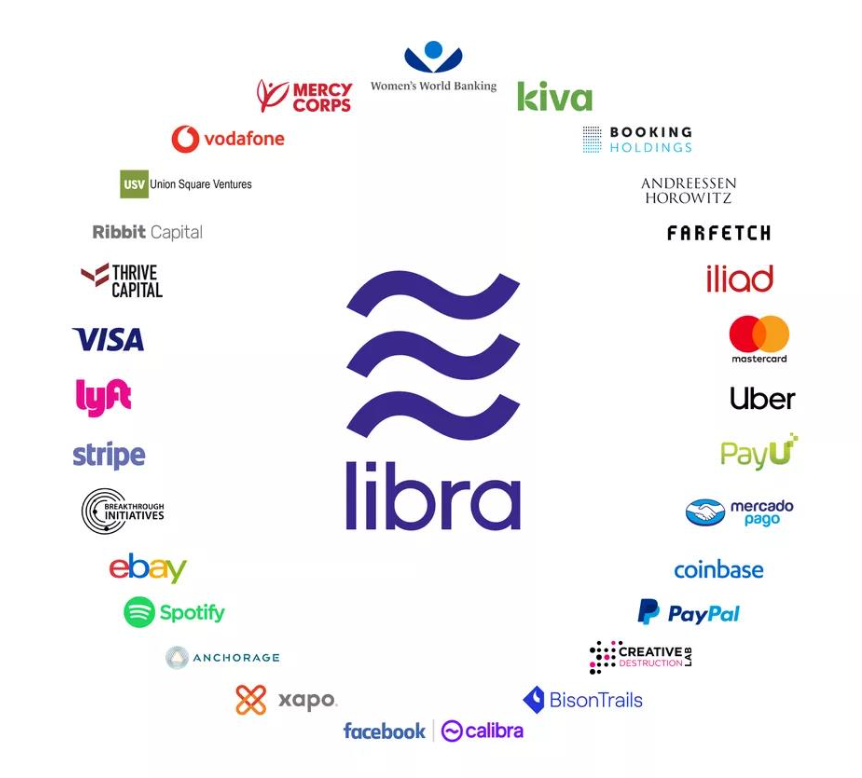 Women's World Banking
MERCY
CORPS
kiva
vodafone
BOOKING
HOLDINGS
USV Union Square Ventures
ANDREESSEN
HOROWITZ
Ribbit Capital
FARFETCH
THRIVE
CAPITAL
iliad
VISA
mastercard
lyft
Uber
stripe
PayU
BREAKTHROUGH
INITIATIVES
mercado
pago
libra
ebay
coinbase
Spotify
PayPal
ANCHORAGE
CREATIVE
DESTRUCTION
LAB
xapo.
BisonTrails
facebook | calibra